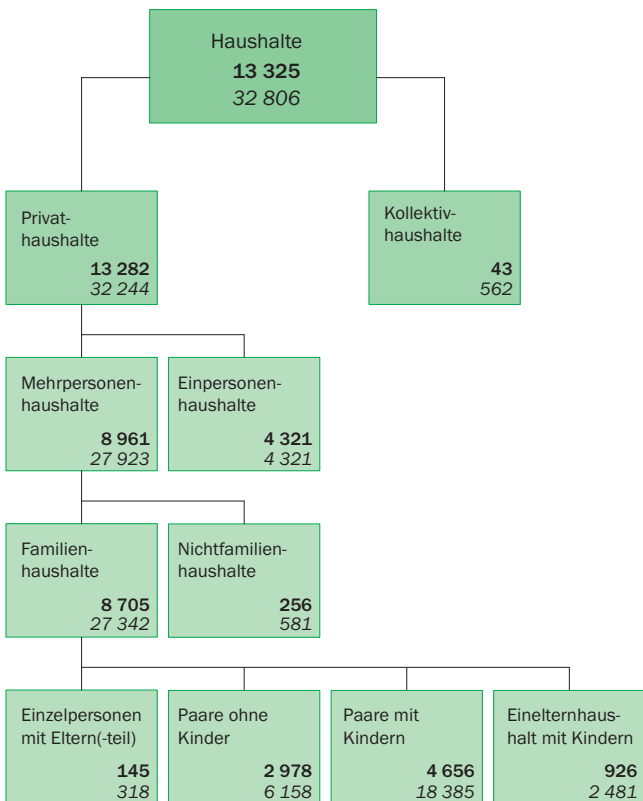 Haushalte
13 325
32 806
Privat-
haushalte
13 282
32 244
Kollektiv-
haushalte
43
562
Mehrpersonen-
haushalte
8 961
27 923
Einpersonen-
haushalte
4 321
4 321
Familien-
haushalte
8 705
27 342
Nichtfamilien-
haushalte
256
581
Einzelpersonen
mit Eltern(-teil)
145
318
Paare ohne
Kinder
2 978
6 158
Paare mit
Kindern
4 656
18 385
Einelternhaus-
halt mit Kindern
926
2 481